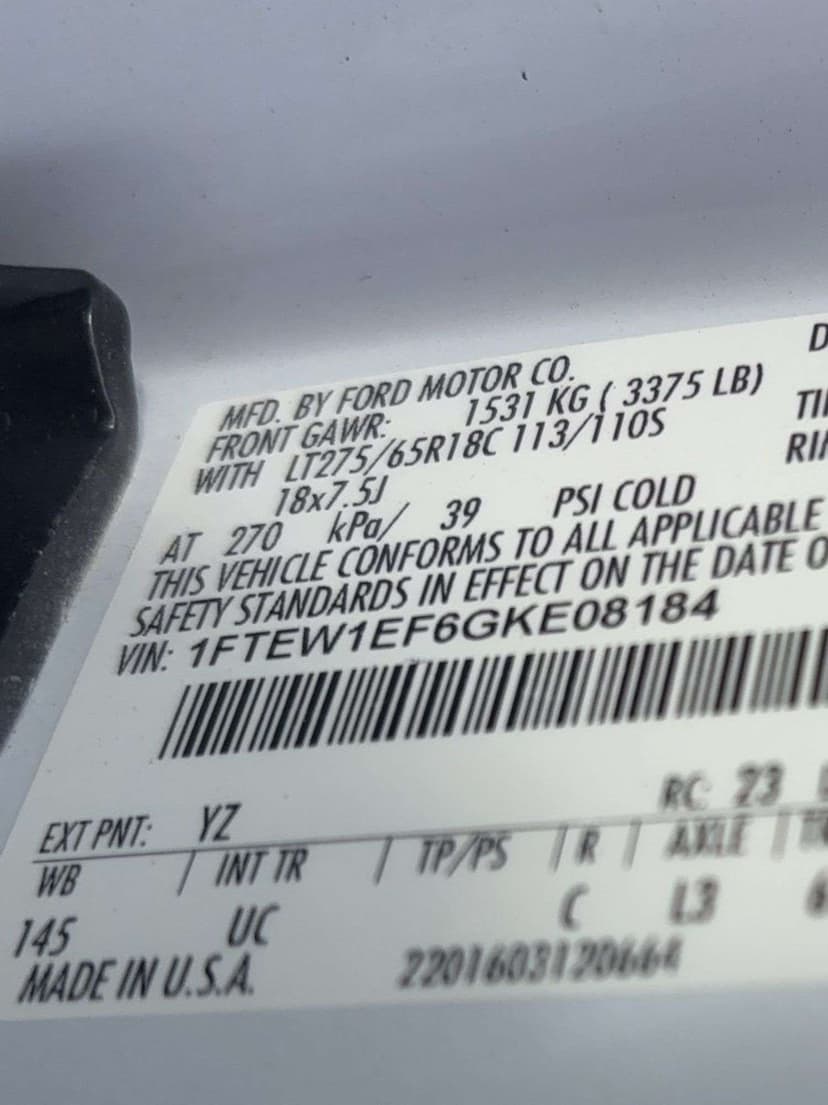 D
MFD. BY FORD MOTOR CO.
FRONT GAWR: 1531 KG ( 3375 LB)
WITH LT275/65R18C 113/110S
18x7.5J
AT 270 kPa/ 39 PSI COLD
THIS VEHICLE CONFORMS TO ALL APPLICABLE
SAFETY STANDARDS IN EFFECT ON THE DATE O
VIN: 1FTEW1EF6GKE08184
EXT PNT: YZ RC: 23
WB / INT TR / TP/PS / R / AXLE /
145 UC C L3 6
MADE IN U.S.A. 2201603120664